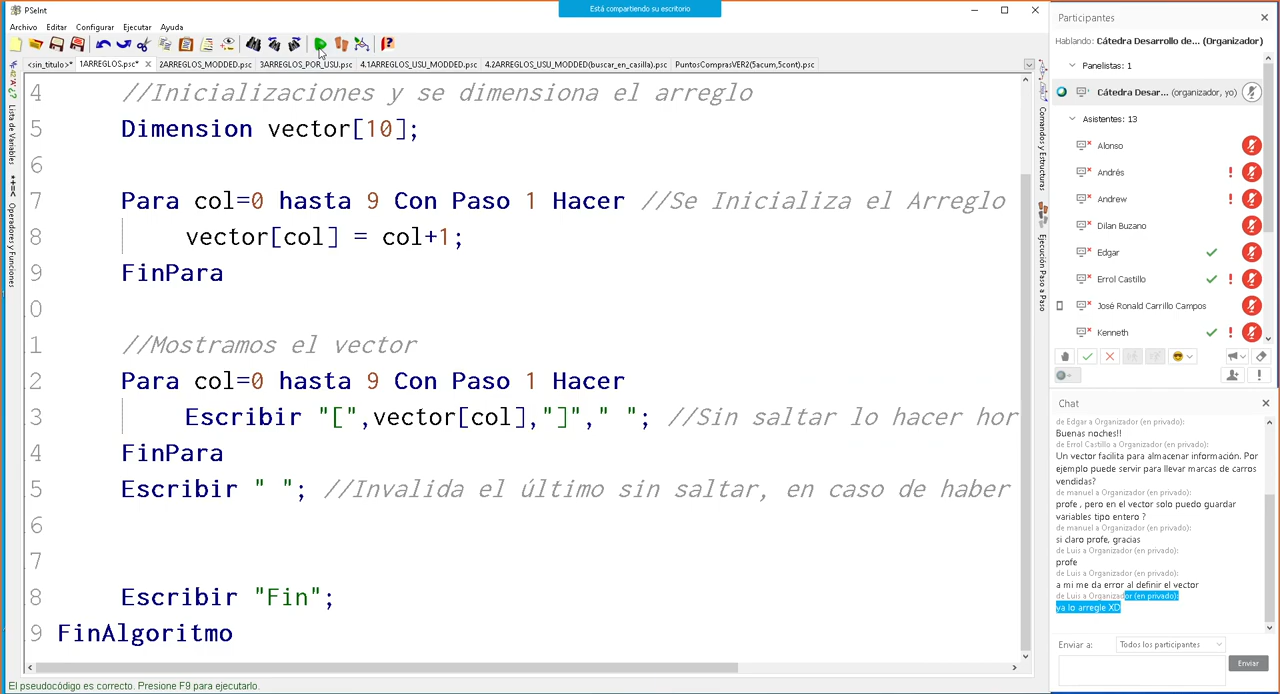 PSeInt
Está compartiendo su escritorio
Archivo Editar Configurar Ejecutar Ayuda
<sin_titulo>* 1ARREGLOS.psc* 2ARREGLOS_MODDED.psc 3ARREGLOS_POR_USU.psc 4.1ARREGLOS_USU_MODDED.psc 4.2ARREGLOS_USU_MODDED(buscar_en_casilla).psc PuntosComprasVER2(5acum,5cont).psc
Lista de Variables
Operadores y Funciones
4 //Inicializaciones y se dimensiona el arreglo
5 Dimension vector[10];
6
7 Para col=0 hasta 9 Con Paso 1 Hacer //Se Inicializa el Arreglo
8 vector[col] = col+1;
9 FinPara
0
1 //Mostramos el vector
2 Para col=0 hasta 9 Con Paso 1 Hacer
3 Escribir "[",vector[col],"]"," "; //Sin saltar lo hacer hor
4 FinPara
5 Escribir " "; //Invalida el último sin saltar, en caso de haber
6
7
8 Escribir "Fin";
9 FinAlgoritmo
El pseudocódigo es correcto. Presione F9 para ejecutarlo.
Comandos y Estructuras
Ejecución Paso a Paso
Participantes
Hablando: Cátedra Desarrollo de... (Organizador)
Panelistas: 1
Cátedra Desar... (organizador, yo)
Asistentes: 13
Alonso
Andrés
Andrew
Dilan Buzano
Edgar
Errol Castillo
José Ronald Carrillo Campos
Kenneth
Chat
de Edgar a Organizador (en privado):
Buenas noches!!
de Errol Castillo a Organizador (en privado):
Un vector facilita para almacenar información. Por
ejemplo puede servir para llevar marcas de carros
vendidas?
de manuel a Organizador (en privado):
profe , pero en el vector solo puedo guardar
variables tipo entero ?
de manuel a Organizador (en privado):
si claro profe, gracias
de Luis a Organizador (en privado):
profe
de Luis a Organizador (en privado):
a mi me da error al definir el vector
de Luis a Organizador (en privado):
ya lo arregle XD
Enviar a: Todos los participantes
Enviar